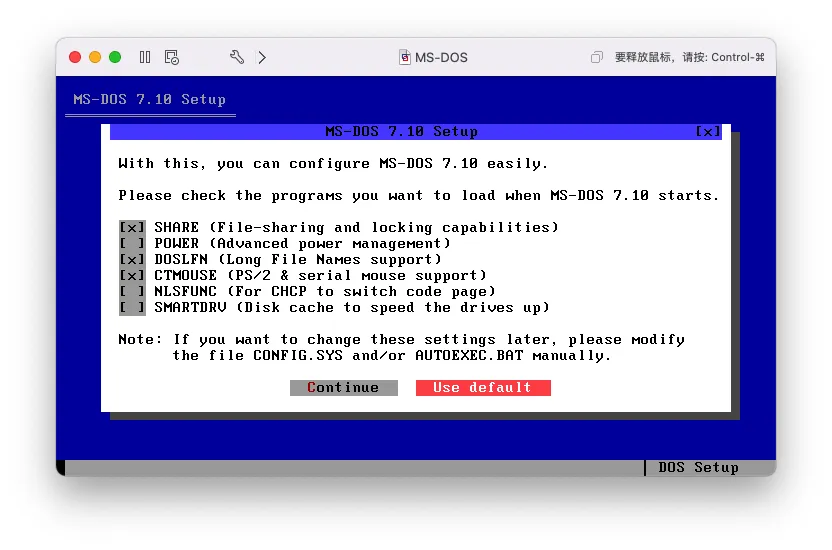 MS-DOS
要释放鼠标，请按: Control-⌘
MS-DOS 7.10 Setup
MS-DOS 7.10 Setup [x]
With this, you can configure MS-DOS 7.10 easily.
Please check the programs you want to load when MS-DOS 7.10 starts.
[x] SHARE (File-sharing and locking capabilities)
[ ] POWER (Advanced power management)
[x] DOSLFN (Long File Names support)
[x] CTMOUSE (PS/2 & serial mouse support)
[ ] NLSFUNC (For CHCP to switch code page)
[ ] SMARTDRV (Disk cache to speed the drives up)
Note: If you want to change these settings later, please modify
the file CONFIG.SYS and/or AUTOEXEC.BAT manually.
Continue Use default
DOS Setup